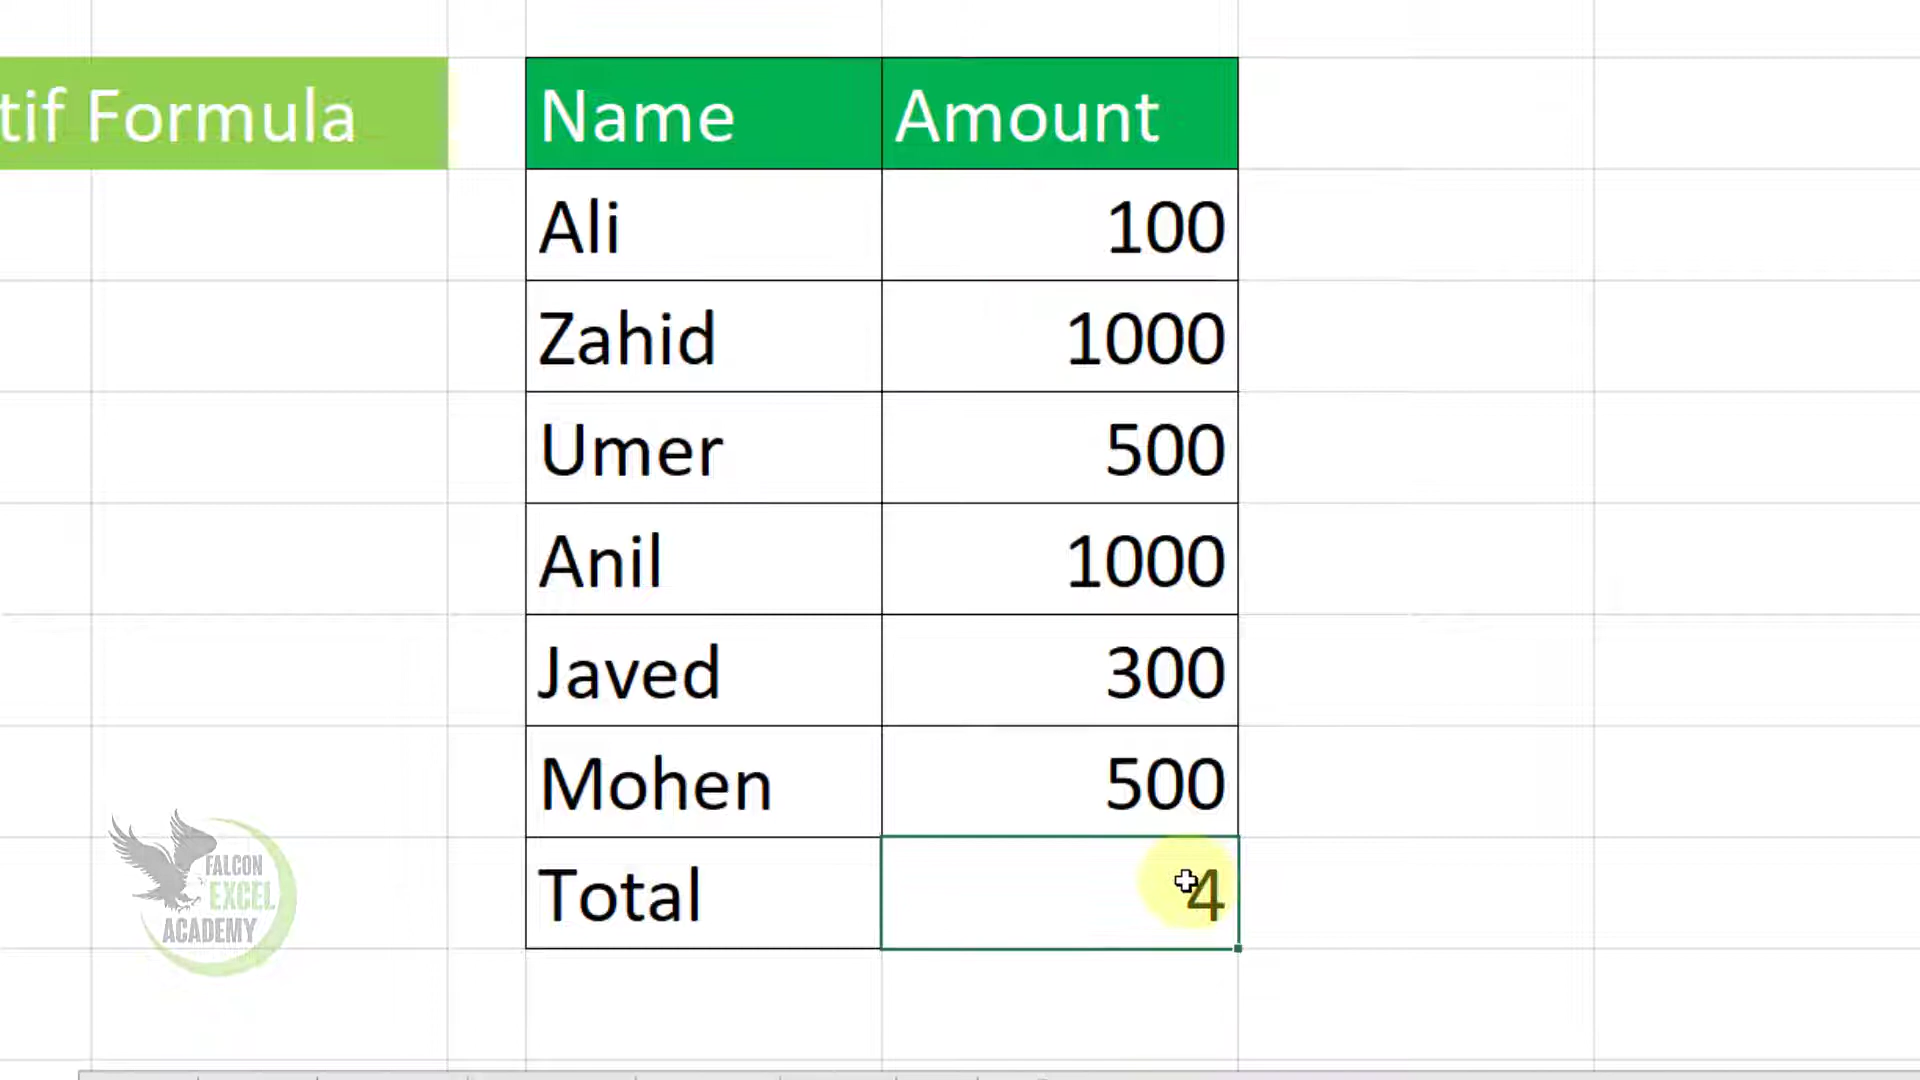 tif Formula
Name Amount
Ali 100
Zahid 1000
Umer 500
Anil 1000
Javed 300
Mohen 500
Total 4
FALCON
EXCEL
ACADEMY